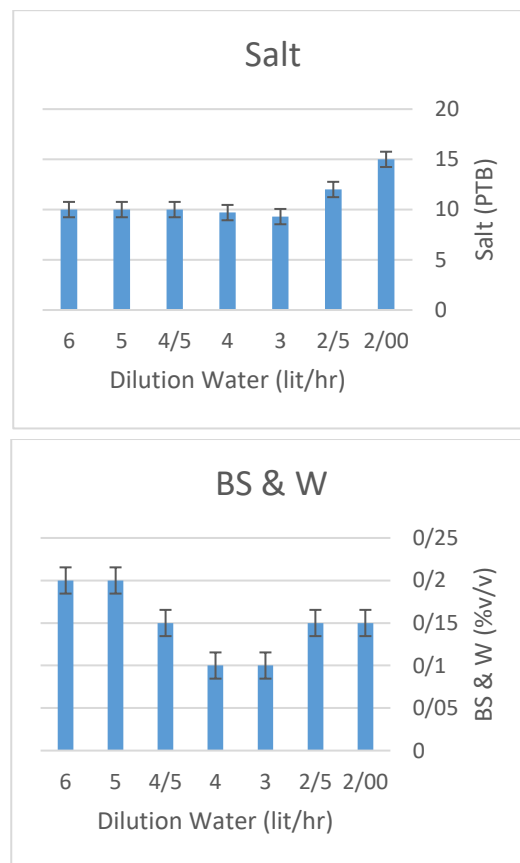 Salt
20
15
10
5
0
Salt (PTB)
6 5 4/5 4 3 2/5 2/00
Dilution Water (lit/hr)
BS & W
0/25
0/2
0/15
0/1
0/05
0
BS & W (%v/v)
6 5 4/5 4 3 2/5 2/00
Dilution Water (lit/hr)